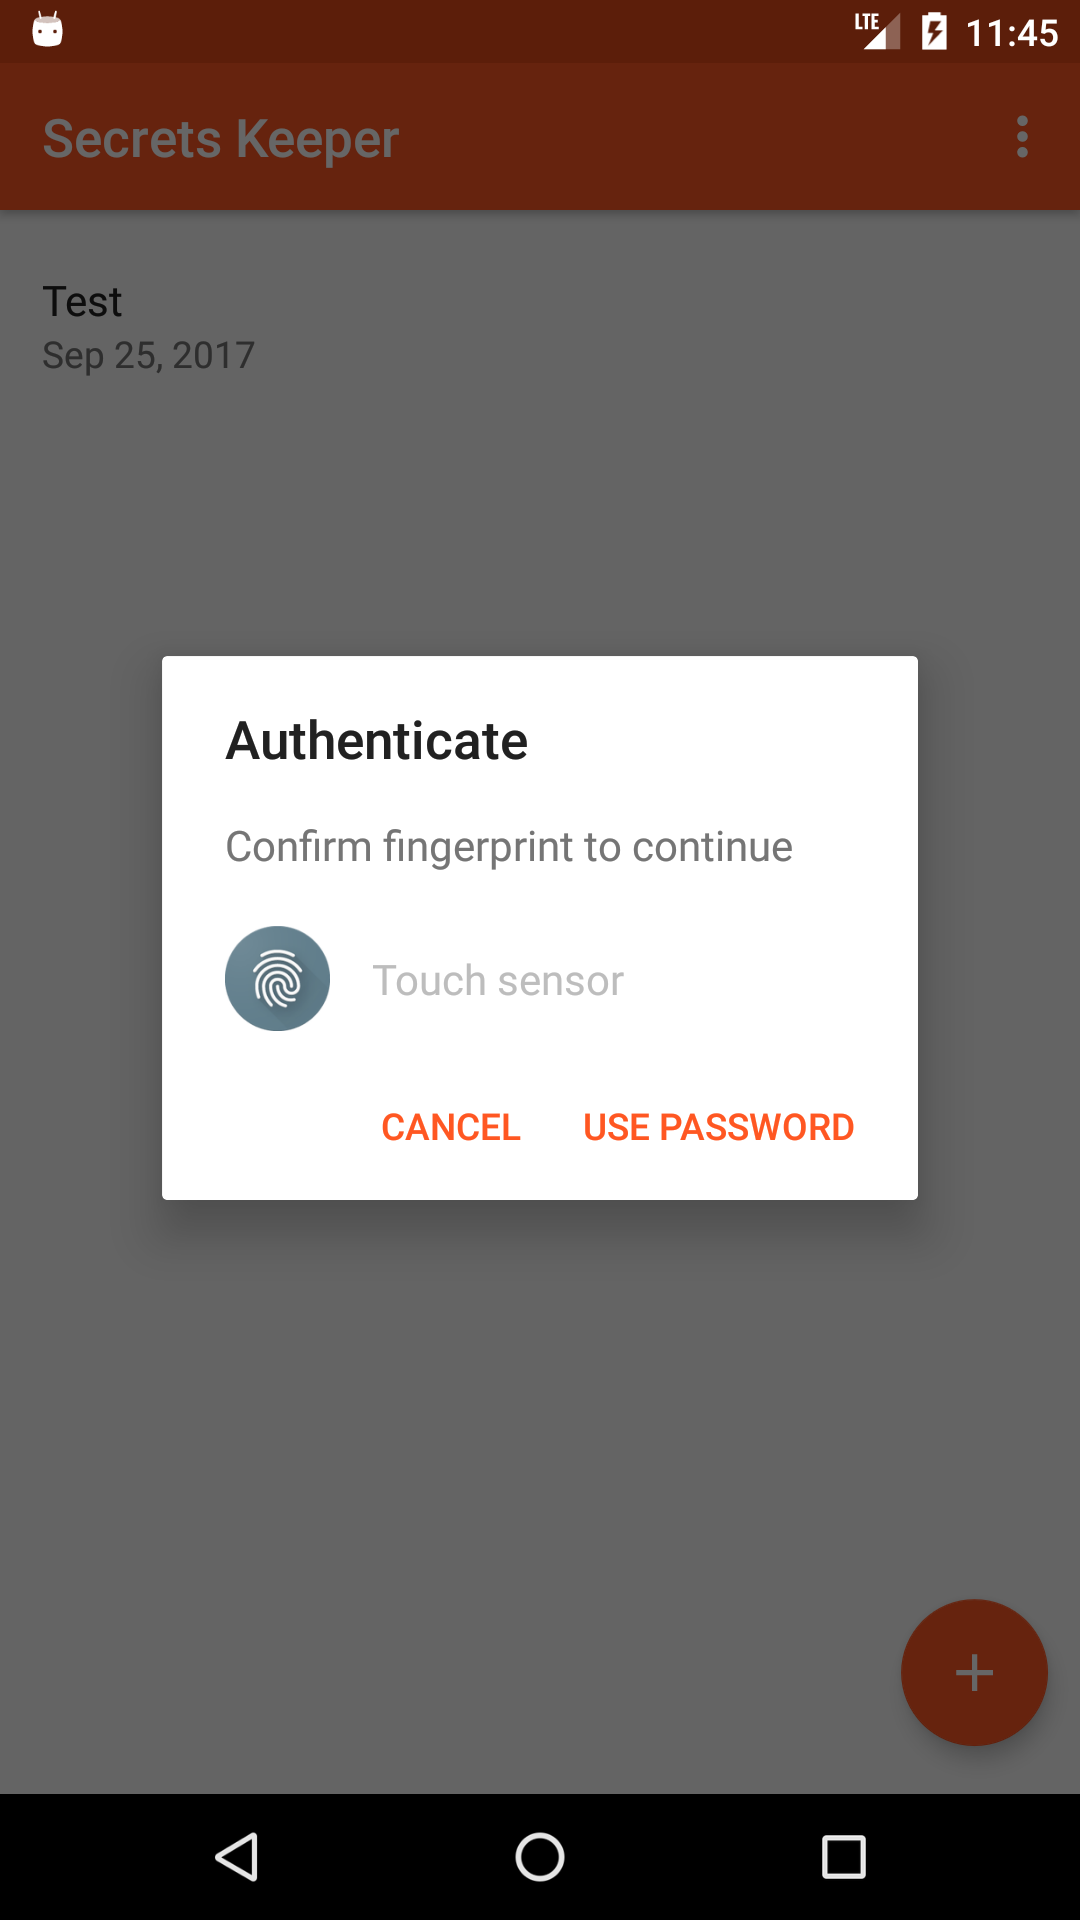 LTE 11:45
Secrets Keeper
Test
Sep 25, 2017
Authenticate
Confirm fingerprint to continue
Touch sensor
CANCEL USE PASSWORD